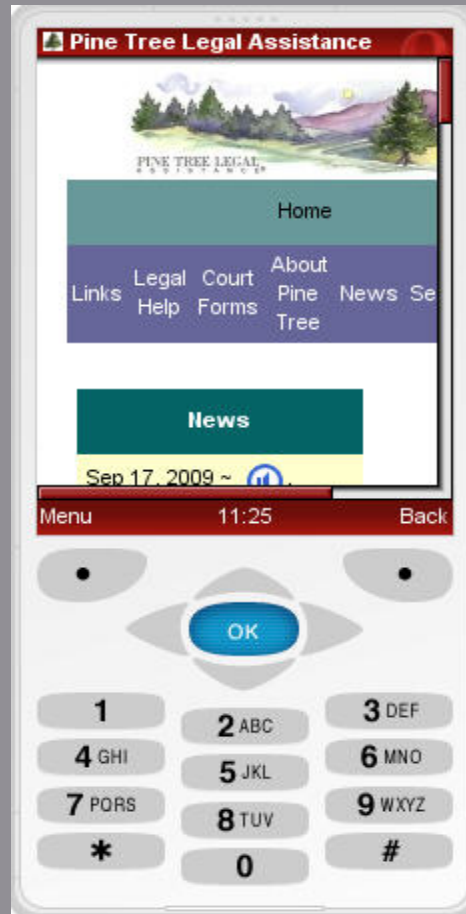 Pine Tree Legal Assistance
PINE TREE LEGAL
ASSISTANCE
Home
Links Legal Help Court Forms About Pine Tree News Se
News
Sep 17, 2009 ~
Menu 11:25 Back
OK
1 2 ABC 3 DEF
4 GHI 5 JKL 6 MNO
7 PQRS 8 TUV 9 WXYZ
* 0 #